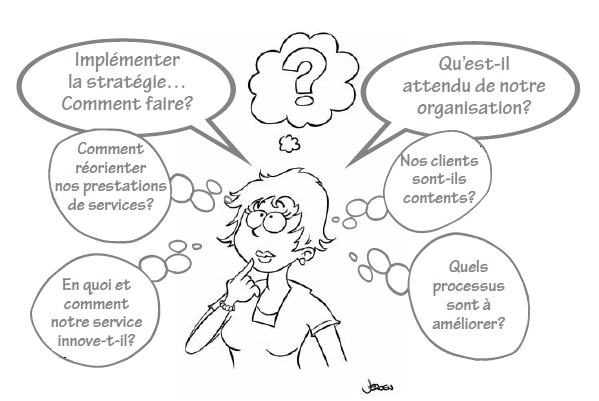 Implémenter
la stratégie...
Comment faire?
?
Qu'est-il
attendu de notre
organisation?
Comment
réorienter
nos prestations
de services?
Nos clients
sont-ils
contents?
En quoi et
comment
notre service
innove-t-il?
Quels
processus
sont à
améliorer?
JEROEN